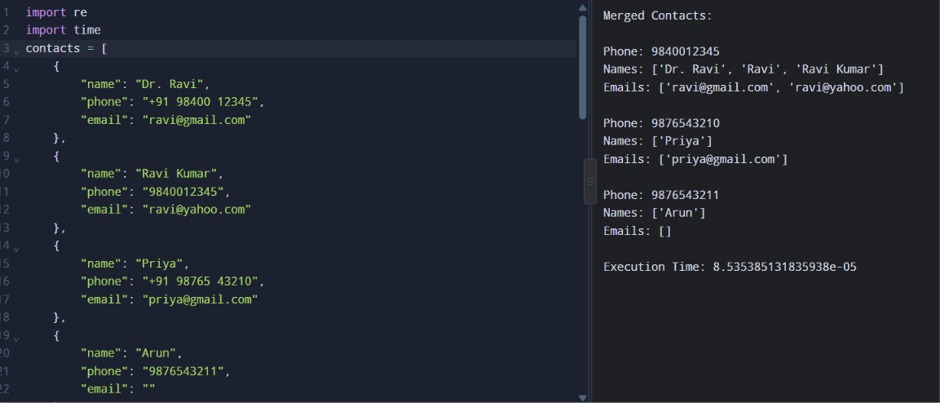 1 import re
2 import time
3 contacts = [
4 {
5 "name": "Dr. Ravi",
6 "phone": "+91 98400 12345",
7 "email": "ravi@gmail.com"
8 },
9 {
10 "name": "Ravi Kumar",
11 "phone": "9840012345",
12 "email": "ravi@yahoo.com"
13 },
14 {
15 "name": "Priya",
16 "phone": "+91 98765 43210",
17 "email": "priya@gmail.com"
18 },
19 {
20 "name": "Arun",
21 "phone": "9876543211",
22 "email": ""
Merged Contacts:
Phone: 9840012345
Names: ['Dr. Ravi', 'Ravi', 'Ravi Kumar']
Emails: ['ravi@gmail.com', 'ravi@yahoo.com']
Phone: 9876543210
Names: ['Priya']
Emails: ['priya@gmail.com']
Phone: 9876543211
Names: ['Arun']
Emails: []
Execution Time: 8.535385131835938e-05